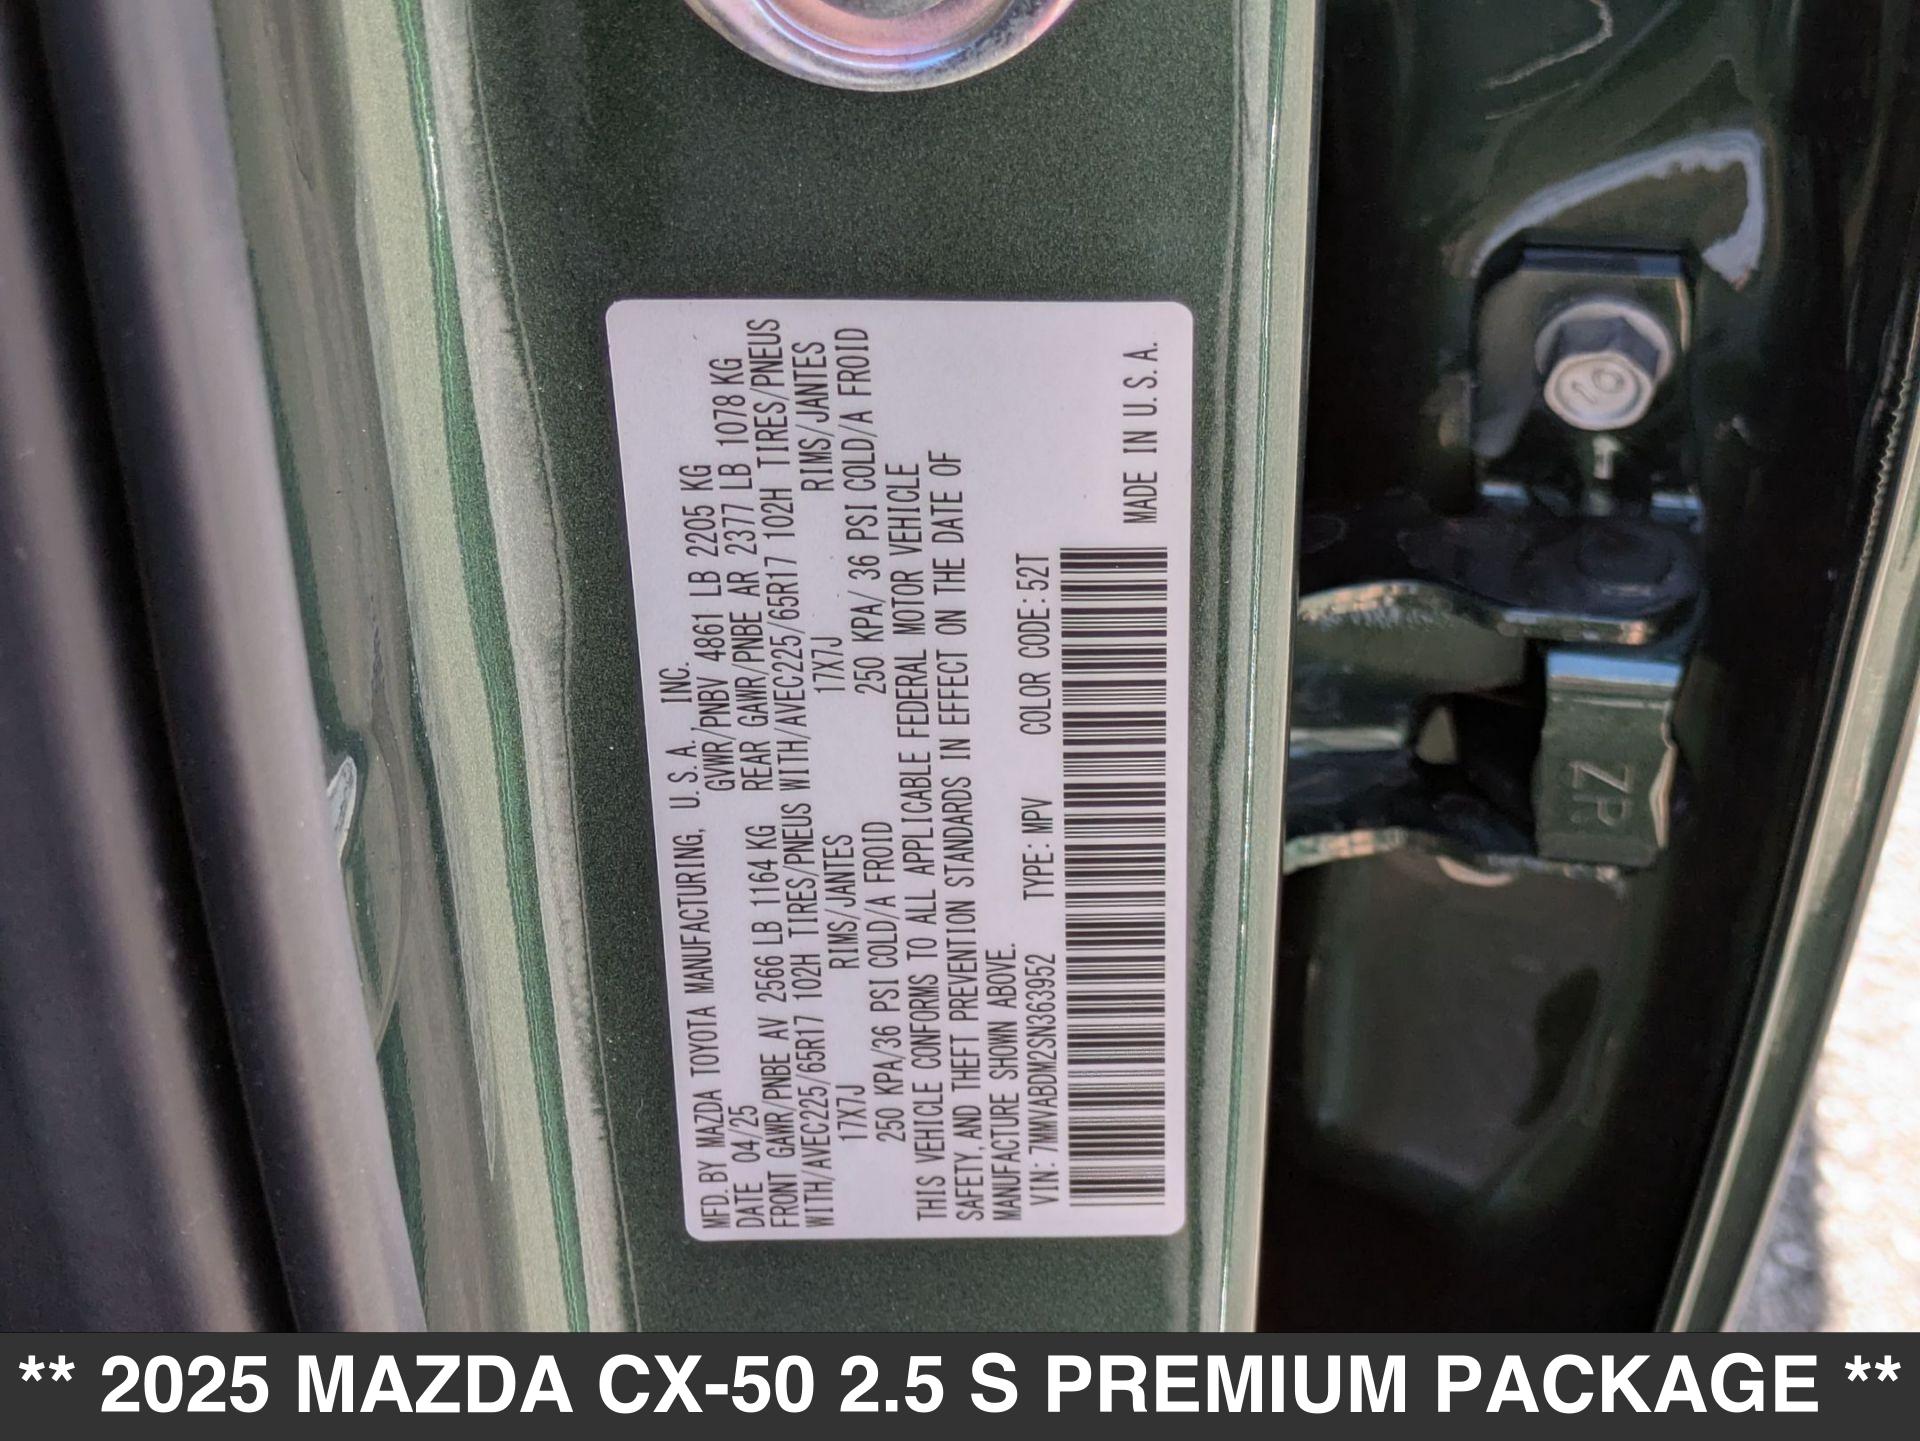 MFD. BY MAZDA TOYOTA MANUFACTURING, U.S.A., INC.
DATE 04/25 GVWR/PNBV 4861 LB 2205 KG
FRONT GAWR/PNBE AV 2566 LB 1164 KG REAR GAWR/PNBE AR 2377 LB 1078 KG
WITH/AVEC225/65R17 102H TIRES/PNEUS WITH/AVEC225/65R17 102H TIRES/PNEUS
17X7J RIMS/JANTES 17X7J RIMS/JANTES
250 KPA/36 PSI COLD/A FROID 250 KPA/ 36 PSI COLD/A FROID
THIS VEHICLE CONFORMS TO ALL APPLICABLE FEDERAL MOTOR VEHICLE
SAFETY, AND THEFT PREVENTION STANDARDS IN EFFECT ON THE DATE OF
MANUFACTURE SHOWN ABOVE.
VIN: 7MMVABDM2SN363952 TYPE: MPV COLOR CODE: 52T
MADE IN U.S.A.
10
ZR
** 2025 MAZDA CX-50 2.5 S PREMIUM PACKAGE **